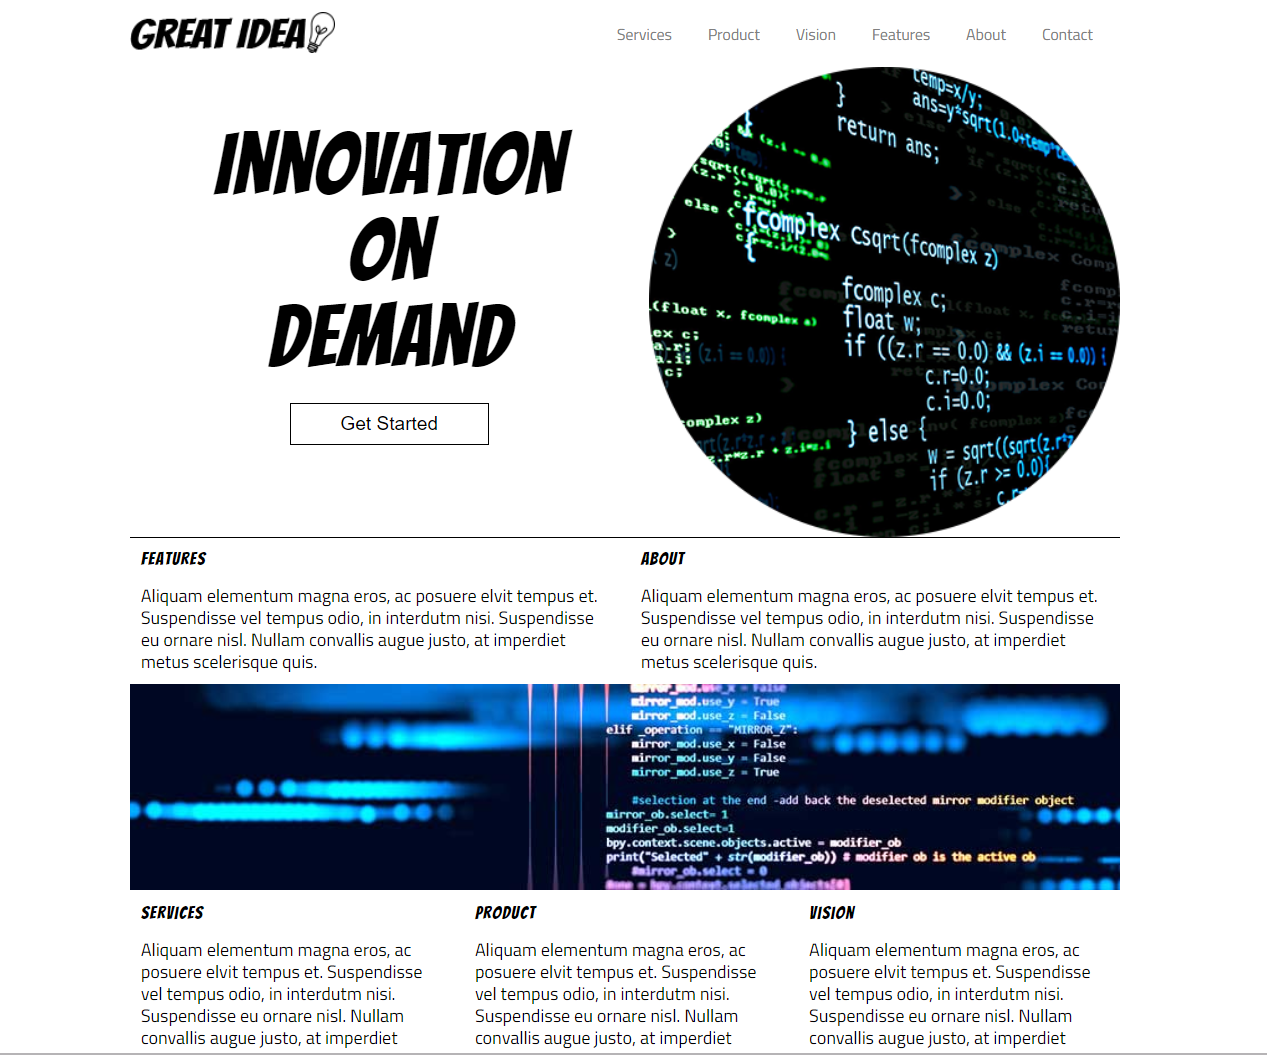 GREAT IDEA
Services Product Vision Features About Contact
INNOVATION
ON
DEMAND
Get Started
temp=x/y;
}
ans=y*sqrt(1.0+temp*te
return ans;
else {
fcomplex Csqrt(fcomplex z)
{
fcomplex c;
(float x, fcomplex a)
float w;
if ((z.r == 0.0) && (z.i == 0.0)) {
c.r=0.0;
c.i=0.0;
} else {
w = sqrt((sqrt(z.r*z
if (z.r >= 0.0){
FEATURES
Aliquam elementum magna eros, ac posuere elvit tempus et.
Suspendisse vel tempus odio, in interdutm nisi. Suspendisse
eu ornare nisl. Nullam convallis augue justo, at imperdiet
metus scelerisque quis.
ABOUT
Aliquam elementum magna eros, ac posuere elvit tempus et.
Suspendisse vel tempus odio, in interdutm nisi. Suspendisse
eu ornare nisl. Nullam convallis augue justo, at imperdiet
metus scelerisque quis.
mirror_mod.use_x = False
mirror_mod.use_y = True
mirror_mod.use_z = False
elif _operation == "MIRROR_Z":
mirror_mod.use_x = False
mirror_mod.use_y = False
mirror_mod.use_z = True
#selection at the end -add back the deselected mirror modifier object
mirror_ob.select= 1
modifier_ob.select=1
bpy.context.scene.objects.active = modifier_ob
print("Selected" + str(modifier_ob)) # modifier ob is the active ob
#mirror_ob.select = 0
SERVICES
Aliquam elementum magna eros, ac
posuere elvit tempus et. Suspendisse
vel tempus odio, in interdutm nisi.
Suspendisse eu ornare nisl. Nullam
convallis augue justo, at imperdiet
PRODUCT
Aliquam elementum magna eros, ac
posuere elvit tempus et. Suspendisse
vel tempus odio, in interdutm nisi.
Suspendisse eu ornare nisl. Nullam
convallis augue justo, at imperdiet
VISION
Aliquam elementum magna eros, ac
posuere elvit tempus et. Suspendisse
vel tempus odio, in interdutm nisi.
Suspendisse eu ornare nisl. Nullam
convallis augue justo, at imperdiet